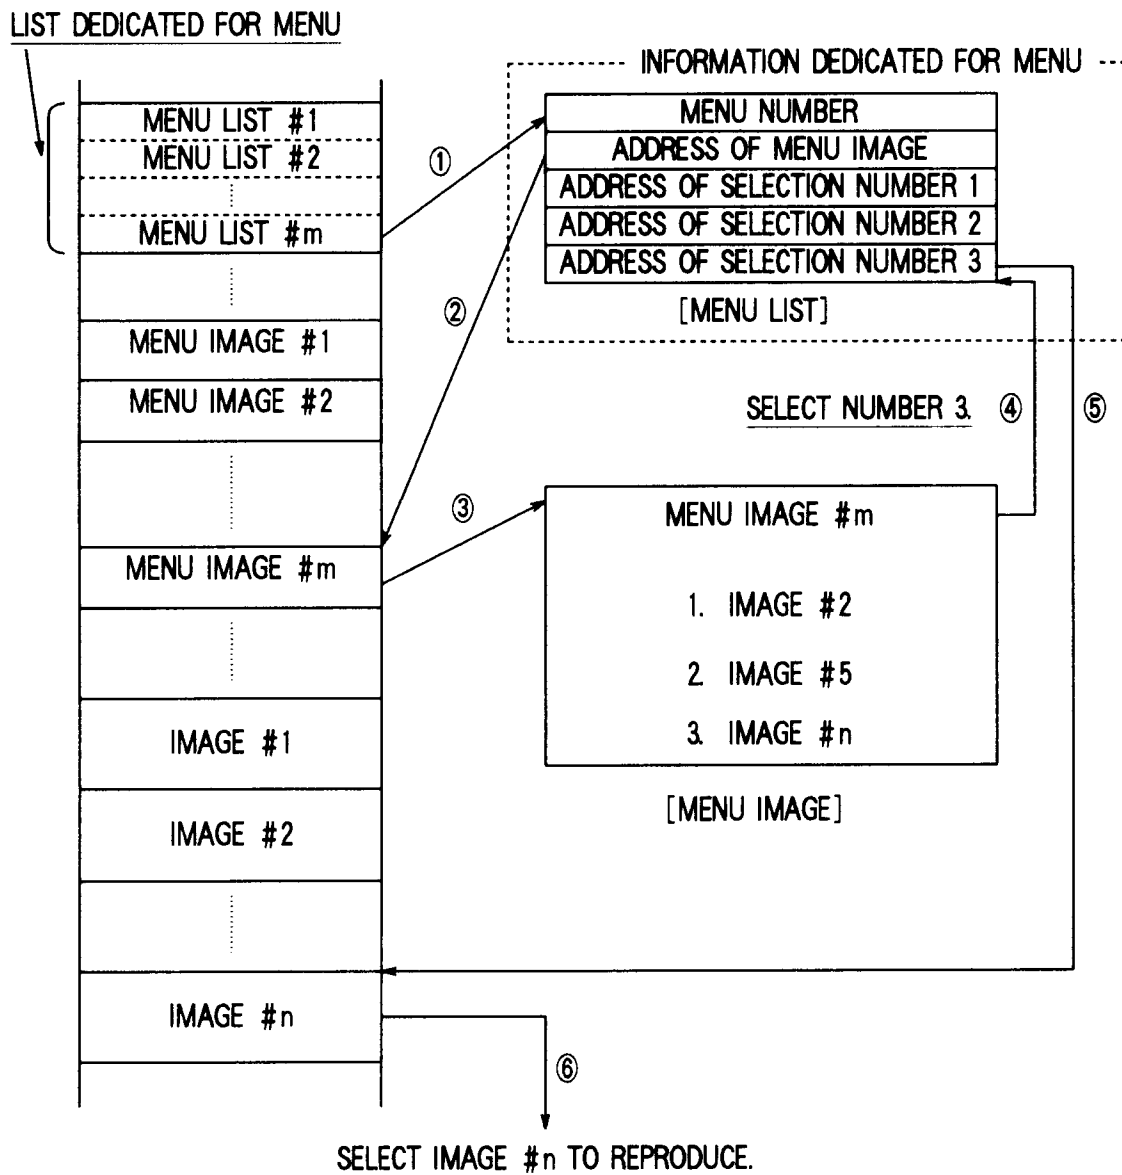 LIST DEDICATED FOR MENU
MENU LIST #1
MENU LIST #2
MENU LIST #m
MENU IMAGE #1
MENU IMAGE #2
MENU IMAGE #m
IMAGE #1
IMAGE #2
IMAGE #n
①
②
③
INFORMATION DEDICATED FOR MENU
MENU NUMBER
ADDRESS OF MENU IMAGE
ADDRESS OF SELECTION NUMBER 1
ADDRESS OF SELECTION NUMBER 2
ADDRESS OF SELECTION NUMBER 3
[MENU LIST]
SELECT NUMBER 3. ④ ⑤
MENU IMAGE #m
1. IMAGE #2
2. IMAGE #5
3. IMAGE #n
[MENU IMAGE]
⑥
SELECT IMAGE #n TO REPRODUCE.